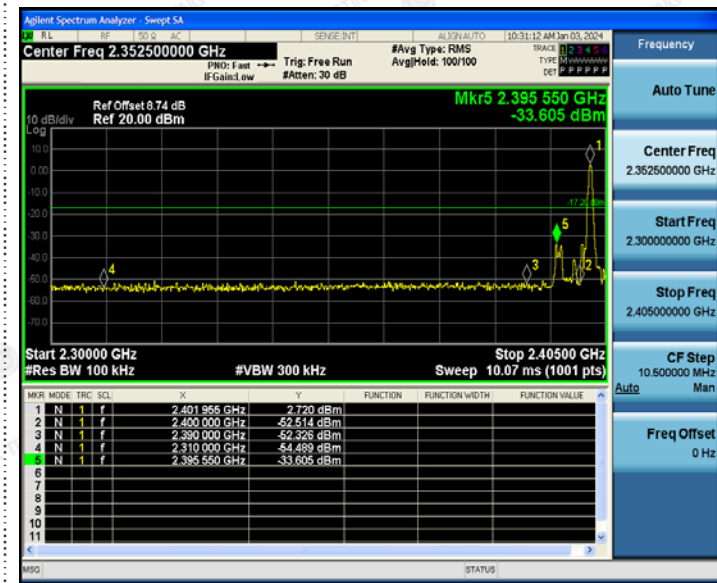 Agilent Spectrum Analyzer - Swept SA
RL RF 50 Ω AC SENSE:INT ALIGN AUTO 10:31:12 AM Jan 03, 2024
Center Freq 2.352500000 GHz
PNO: Fast
IFGain:Low
Trig: Free Run
#Atten: 30 dB
#Avg Type: RMS
Avg|Hold: 100/100
TRACE 1 2 3 4 5 6
TYPE M
DET P P P P P P
Mkr5 2.395 550 GHz
-33.605 dBm
Ref Offset 8.74 dB
10 dB/div Ref 20.00 dBm
Log
10.0
0.00
-10.0
-20.0
-30.0
-40.0
-50.0
-60.0
-70.0
1
5
3
2
4
Start 2.30000 GHz Stop 2.40500 GHz
#Res BW 100 kHz #VBW 300 kHz Sweep 10.07 ms (1001 pts)
MKR MODE TRC SCL X Y FUNCTION FUNCTION WIDTH FUNCTION VALUE
1 N 1 f 2.401 955 GHz 2.720 dBm
2 N 1 f 2.400 000 GHz -52.514 dBm
3 N 1 f 2.390 000 GHz -52.326 dBm
4 N 1 f 2.310 000 GHz -54.489 dBm
5 N 1 f 2.395 550 GHz -33.605 dBm
6
7
8
9
10
11
MSG STATUS
Frequency
Auto Tune
Center Freq
2.352500000 GHz
Start Freq
2.300000000 GHz
Stop Freq
2.405000000 GHz
CF Step
10.500000 MHz
Auto Man
Freq Offset
0 Hz